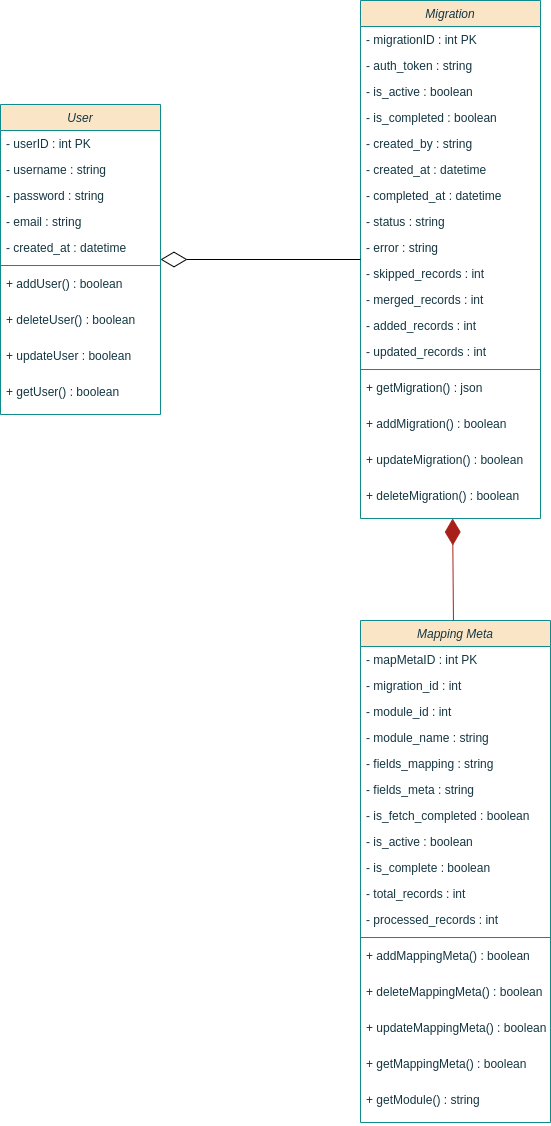 Migration
- migrationID : int PK
- auth_token : string
- is_active : boolean
- is_completed : boolean
- created_by : string
- created_at : datetime
- completed_at : datetime
- status : string
- error : string
- skipped_records : int
- merged_records : int
- added_records : int
- updated_records : int
+ getMigration() : json
+ addMigration() : boolean
+ updateMigration() : boolean
+ deleteMigration() : boolean
User
- userID : int PK
- username : string
- password : string
- email : string
- created_at : datetime
+ addUser() : boolean
+ deleteUser() : boolean
+ updateUser : boolean
+ getUser() : boolean
Mapping Meta
- mapMetaID : int PK
- migration_id : int
- module_id : int
- module_name : string
- fields_mapping : string
- fields_meta : string
- is_fetch_completed : boolean
- is_active : boolean
- is_complete : boolean
- total_records : int
- processed_records : int
+ addMappingMeta() : boolean
+ deleteMappingMeta() : boolean
+ updateMappingMeta() : boolean
+ getMappingMeta() : boolean
+ getModule() : string